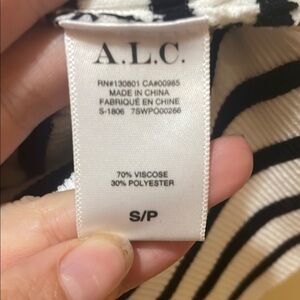 A.L.C.
RN#130801 CA#00985
MADE IN CHINA
FABRIQUÉ EN CHINE
S-1806 7SWPO00266
70% VISCOSE
30% POLYESTER
S/P